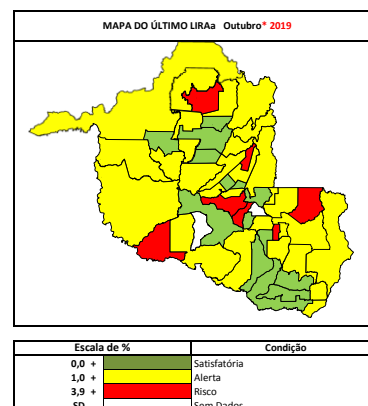 MAPA DO ÚLTIMO LIRAa Outubro* 2019
Escala de % Condição
0,0 + Satisfatória
1,0 + Alerta
3,9 + Risco
SD Sem Dados